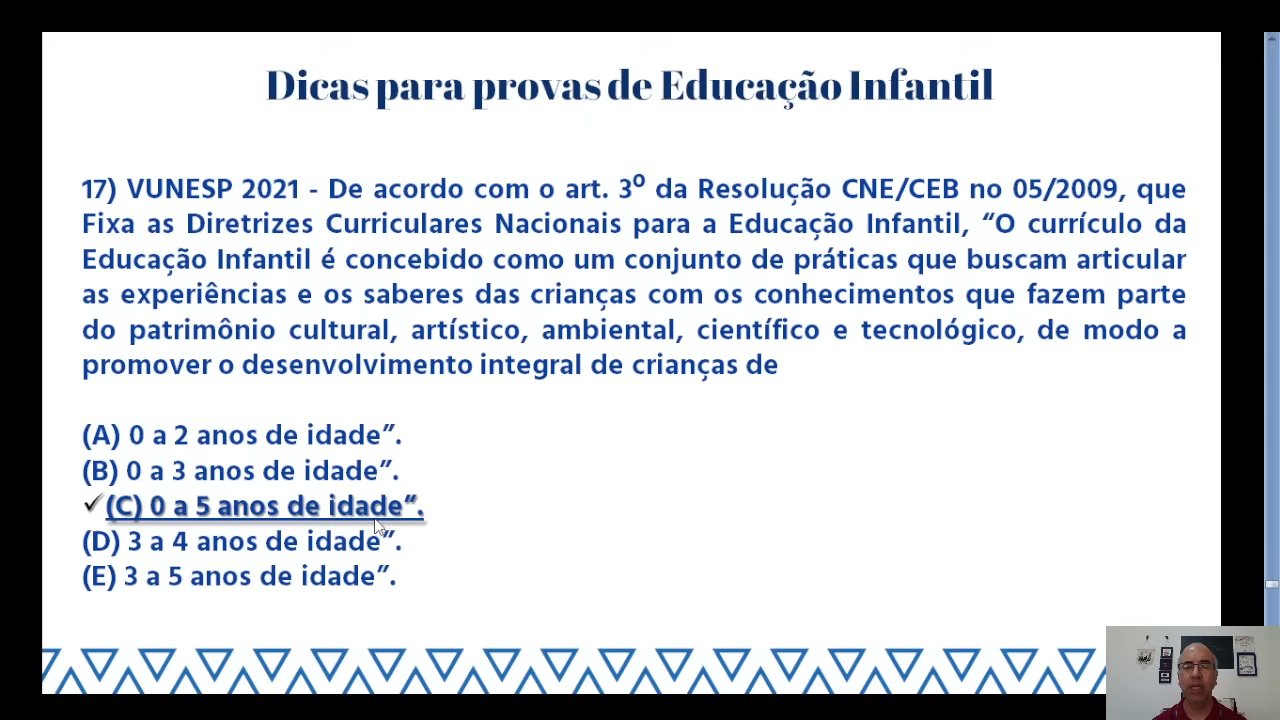 Dicas para provas de Educação Infantil
17) VUNESP 2021 - De acordo com o art. 3º da Resolução CNE/CEB no 05/2009, que
Fixa as Diretrizes Curriculares Nacionais para a Educação Infantil, “O currículo da
Educação Infantil é concebido como um conjunto de práticas que buscam articular
as experiências e os saberes das crianças com os conhecimentos que fazem parte
do patrimônio cultural, artístico, ambiental, científico e tecnológico, de modo a
promover o desenvolvimento integral de crianças de
(A) 0 a 2 anos de idade”.
(B) 0 a 3 anos de idade”.
(C) 0 a 5 anos de idade”.
(D) 3 a 4 anos de idade”.
(E) 3 a 5 anos de idade”.